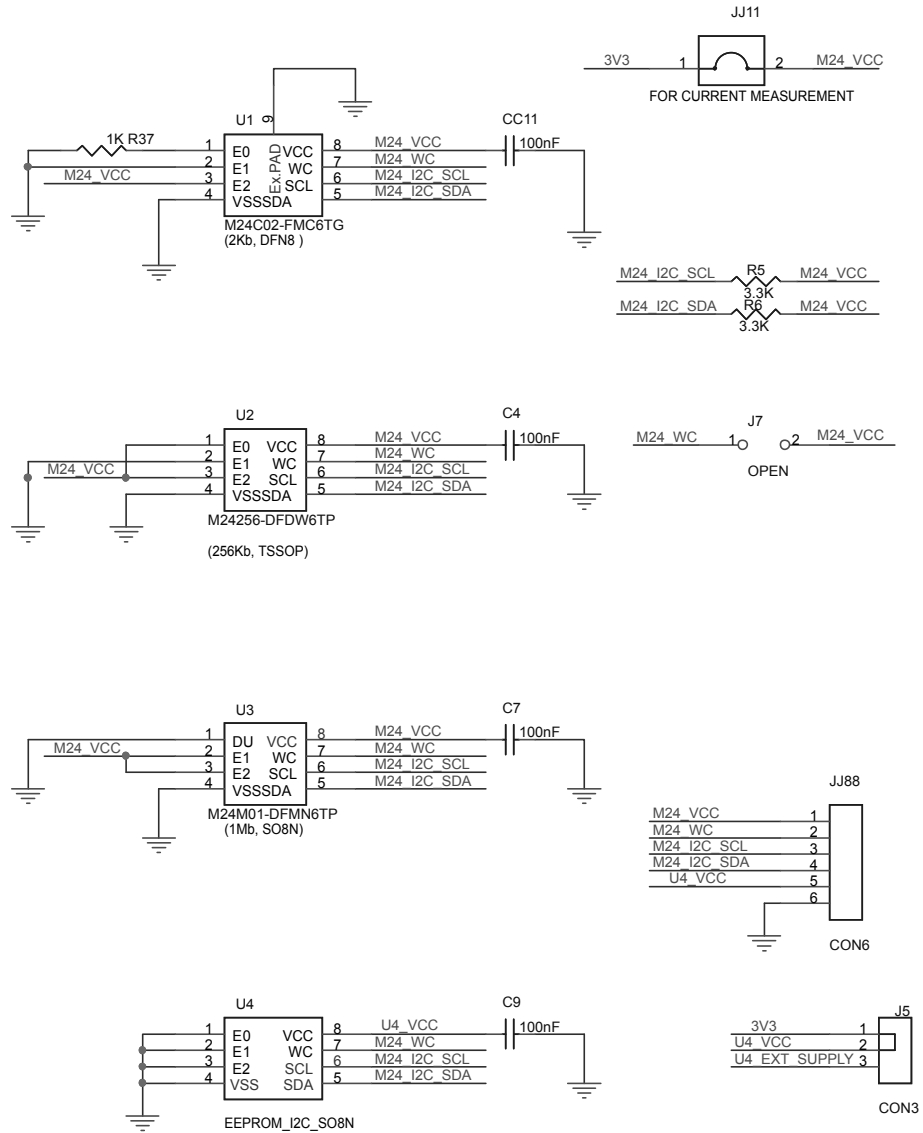 JJ11
3V3 1 2 M24_VCC
FOR CURRENT MEASUREMENT
U1
9
CC11
1K R37
1 E0 Ex.PAD VCC 8 M24_VCC 100nF
2 E1 WC 7 M24_WC
M24_VCC 3 E2 SCL 6 M24_I2C_SCL
4 VSSSDA 5 M24_I2C_SDA
M24C02-FMC6TG
(2Kb, DFN8 )
M24_I2C_SCL R5 M24_VCC
3.3K
M24_I2C_SDA R6 M24_VCC
3.3K
U2
C4
1 E0 VCC 8 M24_VCC 100nF
2 E1 WC 7 M24_WC
M24_VCC 3 E2 SCL 6 M24_I2C_SCL
4 VSSSDA 5 M24_I2C_SDA
M24256-DFDW6TP
(256Kb, TSSOP)
J7
M24_WC 1 2 M24_VCC
OPEN
U3
C7
1 DU VCC 8 M24_VCC 100nF
M24_VCC 2 E1 WC 7 M24_WC
3 E2 SCL 6 M24_I2C_SCL
4 VSSSDA 5 M24_I2C_SDA
M24M01-DFMN6TP
(1Mb, SO8N)
JJ88
M24_VCC 1
M24_WC 2
M24_I2C_SCL 3
M24_I2C_SDA 4
U4_VCC 5
6
CON6
U4
C9
1 E0 VCC 8 U4_VCC 100nF
2 E1 WC 7 M24_WC
3 E2 SCL 6 M24_I2C_SCL
4 VSS SDA 5 M24_I2C_SDA
EEPROM_I2C_SO8N
J5
3V3 1
U4_VCC 2
U4_EXT_SUPPLY 3
CON3